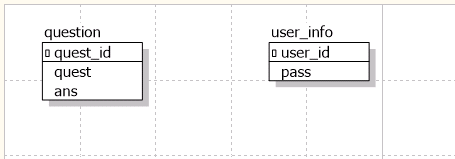 question
quest_id
quest
ans
user_info
user_id
pass